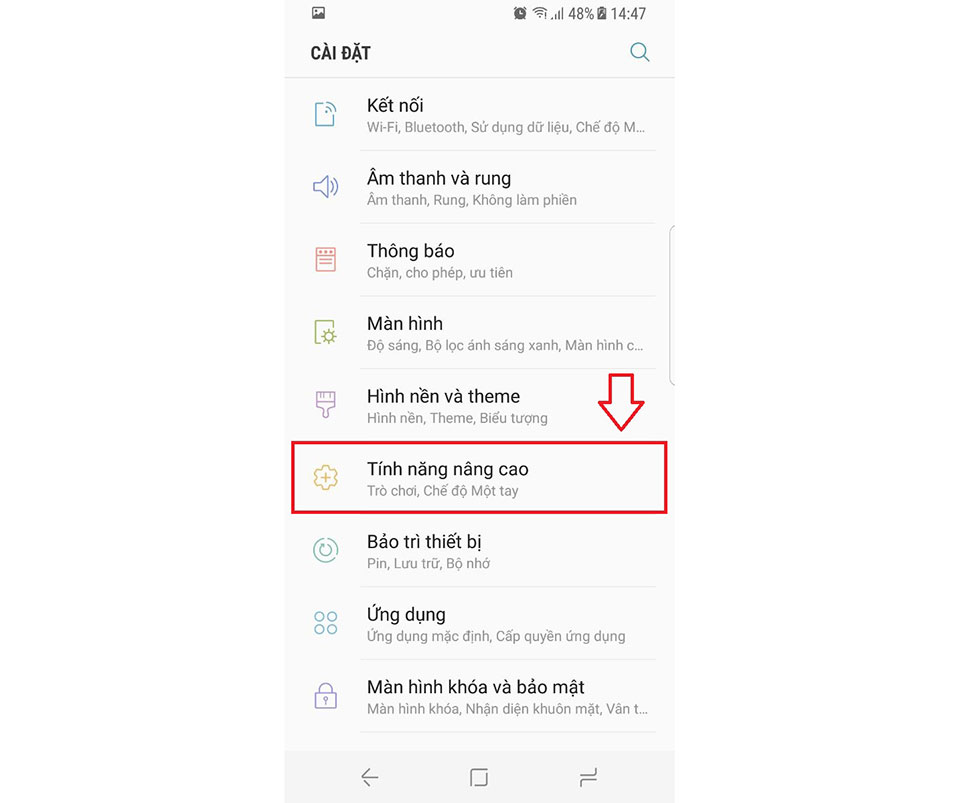 48% 14:47
CÀI ĐẶT
Kết nối
Wi-Fi, Bluetooth, Sử dụng dữ liệu, Chế độ M...
Âm thanh và rung
Âm thanh, Rung, Không làm phiền
Thông báo
Chặn, cho phép, ưu tiên
Màn hình
Độ sáng, Bộ lọc ánh sáng xanh, Màn hình c...
Hình nền và theme
Hình nền, Theme, Biểu tượng
Tính năng nâng cao
Trò chơi, Chế độ Một tay
Bảo trì thiết bị
Pin, Lưu trữ, Bộ nhớ
Ứng dụng
Ứng dụng mặc định, Cấp quyền ứng dụng
Màn hình khóa và bảo mật
Màn hình khóa, Nhận diện khuôn mặt, Vân t...